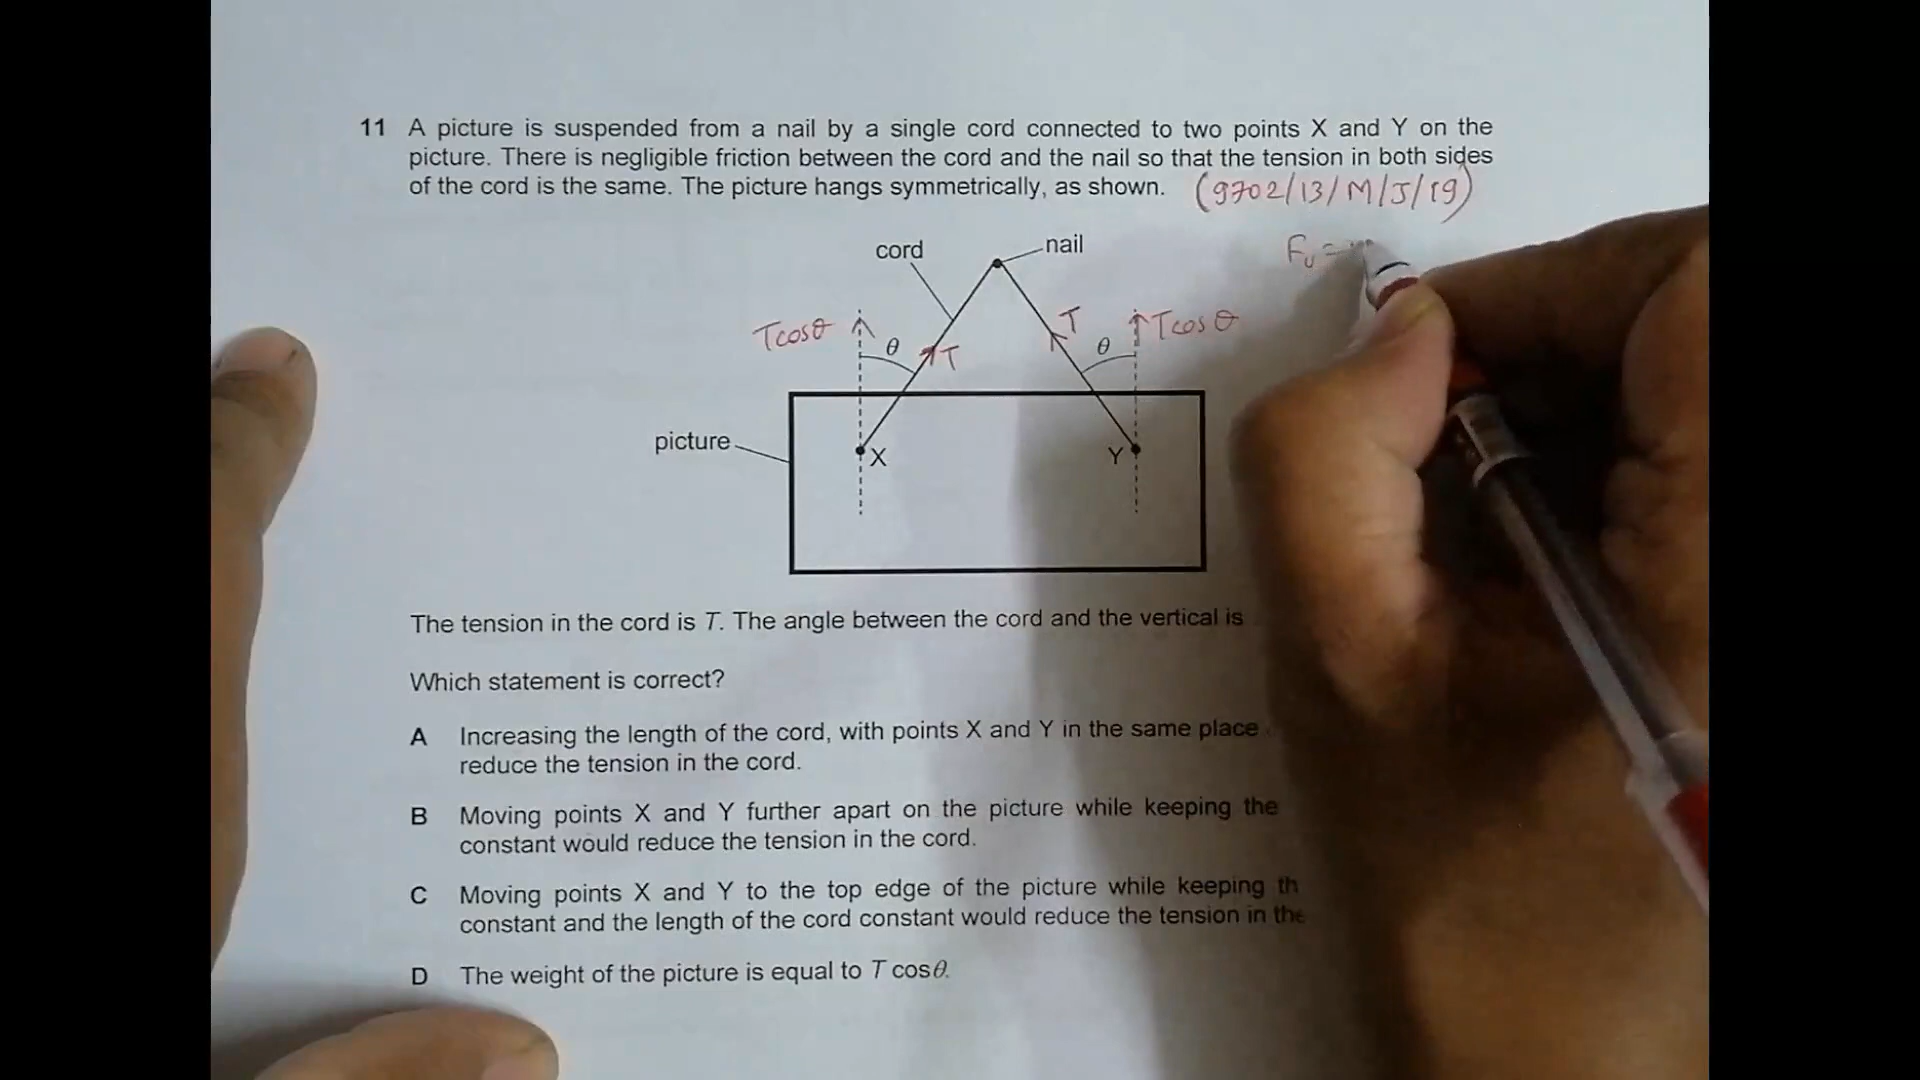 11 A picture is suspended from a nail by a single cord connected to two points X and Y on the
picture. There is negligible friction between the cord and the nail so that the tension in both sides
of the cord is the same. The picture hangs symmetrically, as shown. (9702/13/M/J/19)
cord
nail
Fu =
Tcosθ
θ
T
T
θ
Tcosθ
picture
X
Y
The tension in the cord is T. The angle between the cord and the vertical is
Which statement is correct?
A Increasing the length of the cord, with points X and Y in the same place
reduce the tension in the cord.
B Moving points X and Y further apart on the picture while keeping the
constant would reduce the tension in the cord.
C Moving points X and Y to the top edge of the picture while keeping
constant and the length of the cord constant would reduce the tension in the
D The weight of the picture is equal to T cosθ.